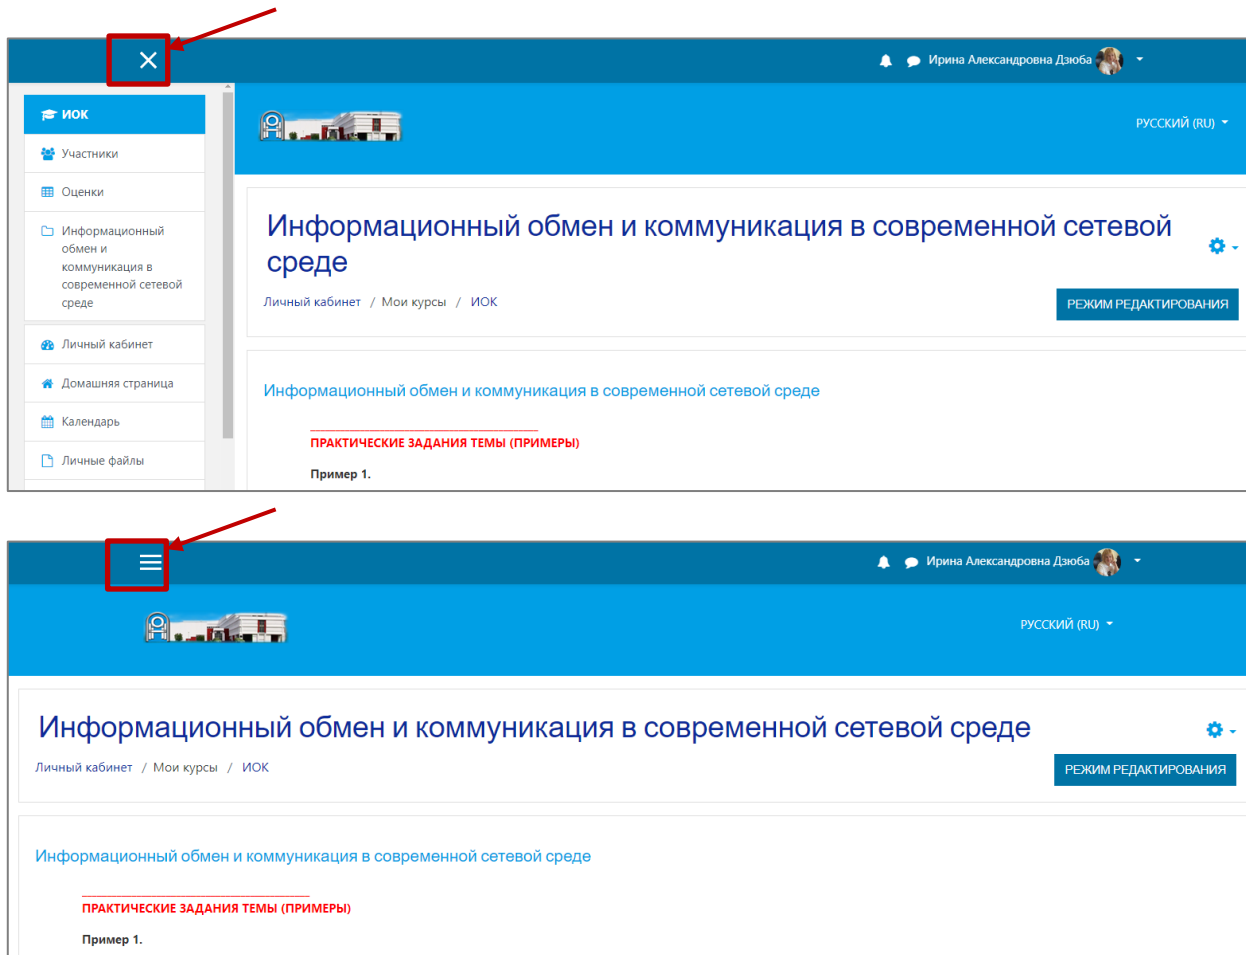 Ирина Александровна Дзюба
ИОК
РУССКИЙ (RU)
Участники
Оценки
Информационный
обмен и
коммуникация в
современной сетевой
среде
Личный кабинет
Домашняя страница
Календарь
Личные файлы
Информационный обмен и коммуникация в современной сетевой
среде
Личный кабинет / Мои курсы / ИОК
РЕЖИМ РЕДАКТИРОВАНИЯ
Информационный обмен и коммуникация в современной сетевой среде
ПРАКТИЧЕСКИЕ ЗАДАНИЯ ТЕМЫ (ПРИМЕРЫ)
Пример 1.
Ирина Александровна Дзюба
РУССКИЙ (RU)
Информационный обмен и коммуникация в современной сетевой среде
Личный кабинет / Мои курсы / ИОК
РЕЖИМ РЕДАКТИРОВАНИЯ
Информационный обмен и коммуникация в современной сетевой среде
ПРАКТИЧЕСКИЕ ЗАДАНИЯ ТЕМЫ (ПРИМЕРЫ)
Пример 1.